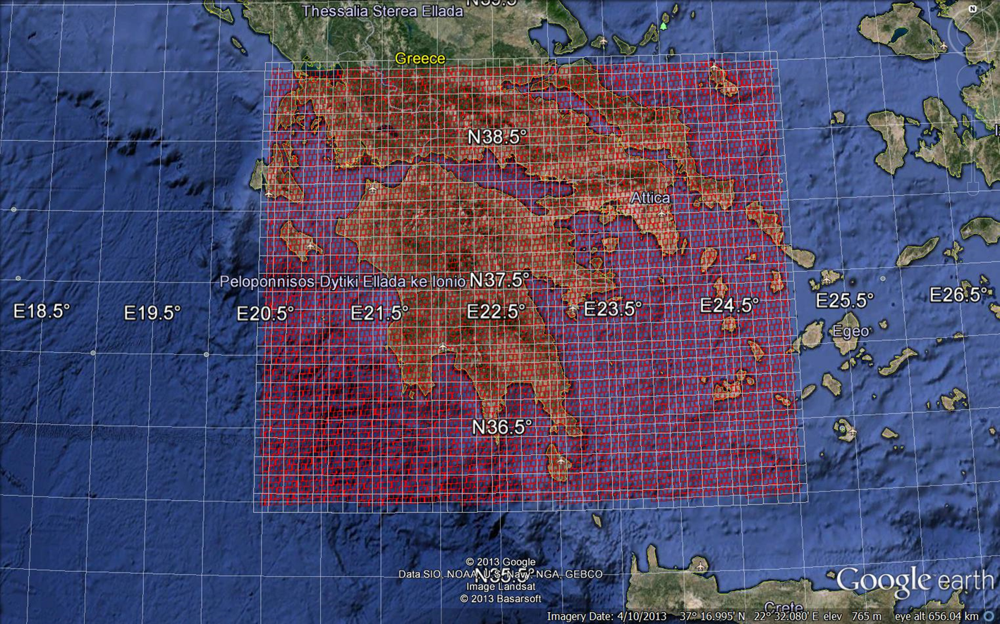 N39.5°
Thessalia Sterea Ellada
N
Greece
N38.5°
Attica
Peloponnisos Dytiki Ellada ke Ionio
N37.5°
E18.5°
E19.5°
E20.5°
E21.5°
E22.5°
E23.5°
E24.5°
E25.5°
E26.5°
Egeo
N36.5°
© 2013 Google
Data SIO, NOAA, U.S. Navy, NGA, GEBCO
N35.5°
Image Landsat
© 2013 Basarsoft
Google earth
Crete
Imagery Date: 4/10/2013 37° 16.995' N 22° 32.080' E elev 765 m eye alt 656.04 km